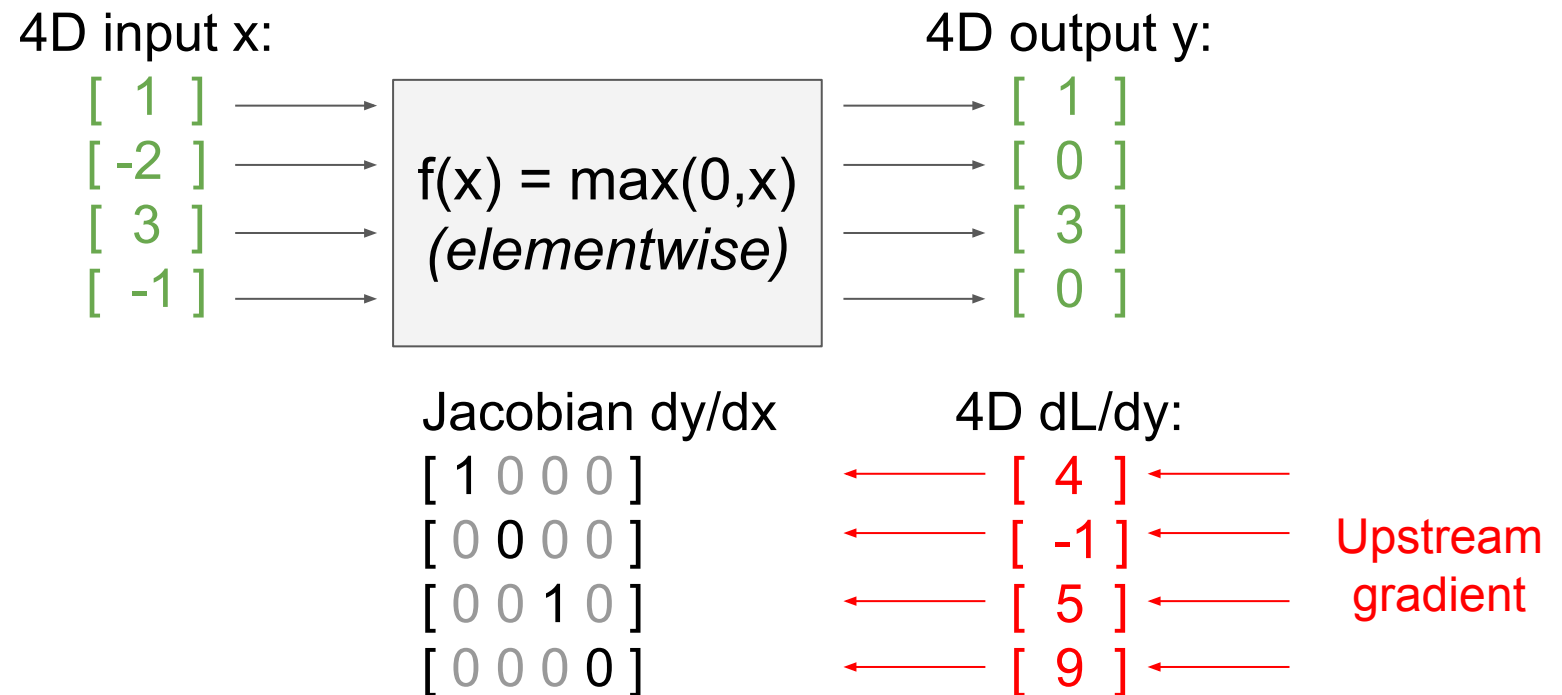 4D input x:
[ 1 ]
[ -2 ]
[ 3 ]
[ -1 ]
f(x) = max(0,x)
(elementwise)
4D output y:
[ 1 ]
[ 0 ]
[ 3 ]
[ 0 ]
Jacobian dy/dx
[ 1 0 0 0 ]
[ 0 0 0 0 ]
[ 0 0 1 0 ]
[ 0 0 0 0 ]
4D dL/dy:
[ 4 ]
[ -1 ]
[ 5 ]
[ 9 ]
Upstream
gradient